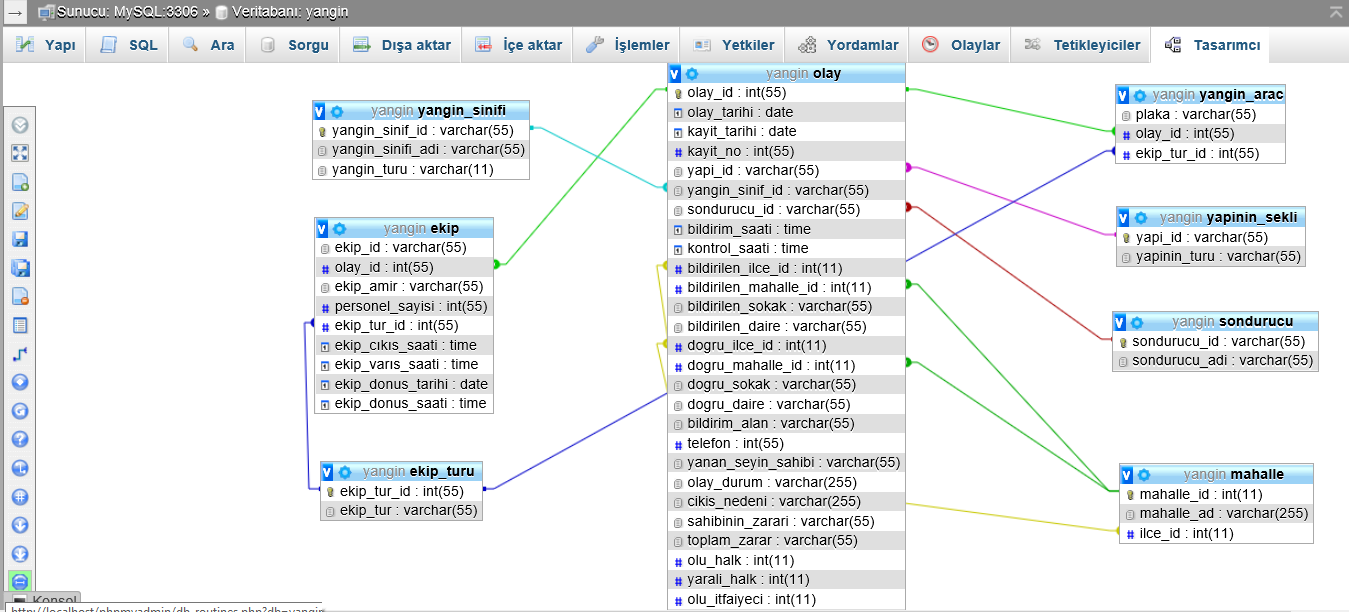 Sunucu: MySQL:3306 » Veritabanı: yangin
Yapı SQL Ara Sorgu Dışa aktar İçe aktar İşlemler Yetkiler Yordamlar Olaylar Tetikleyiciler Tasarımcı
yangin yangin_sinifi
yangin_sinif_id : varchar(55)
yangin_sinifi_adi : varchar(55)
yangin_turu : varchar(11)
yangin ekip
ekip_id : varchar(55)
olay_id : int(55)
ekip_amir : varchar(55)
personel_sayisi : int(55)
ekip_tur_id : int(55)
ekip_cıkıs_saati : time
ekip_varıs_saati : time
ekip_donus_tarihi : date
ekip_donus_saati : time
yangin ekip_turu
ekip_tur_id : int(55)
ekip_tur : varchar(55)
yangin olay
olay_id : int(55)
olay_tarihi : date
kayit_tarihi : date
kayit_no : int(55)
yapi_id : varchar(55)
yangin_sinif_id : varchar(55)
sondurucu_id : varchar(55)
bildirim_saati : time
kontrol_saati : time
bildirilen_ilce_id : int(11)
bildirilen_mahalle_id : int(11)
bildirilen_sokak : varchar(55)
bildirilen_daire : varchar(55)
dogru_ilce_id : int(11)
dogru_mahalle_id : int(11)
dogru_sokak : varchar(55)
dogru_daire : varchar(55)
bildirim_alan : varchar(55)
telefon : int(55)
yanan_seyin_sahibi : varchar(55)
olay_durum : varchar(255)
cikis_nedeni : varchar(255)
sahibinin_zarari : varchar(55)
toplam_zarar : varchar(55)
olu_halk : int(11)
yarali_halk : int(11)
olu_itfaiyeci : int(11)
yangin yangin_arac
plaka : varchar(55)
olay_id : int(55)
ekip_tur_id : int(55)
yangin yapinin_sekli
yapi_id : varchar(55)
yapinin_turu : varchar(55)
yangin sondurucu
sondurucu_id : varchar(55)
sondurucu_adi : varchar(55)
yangin mahalle
mahalle_id : int(11)
mahalle_ad : varchar(255)
ilce_id : int(11)
Konsol
http://localhost/phpmyadmin/db_routines.php?db=yangin